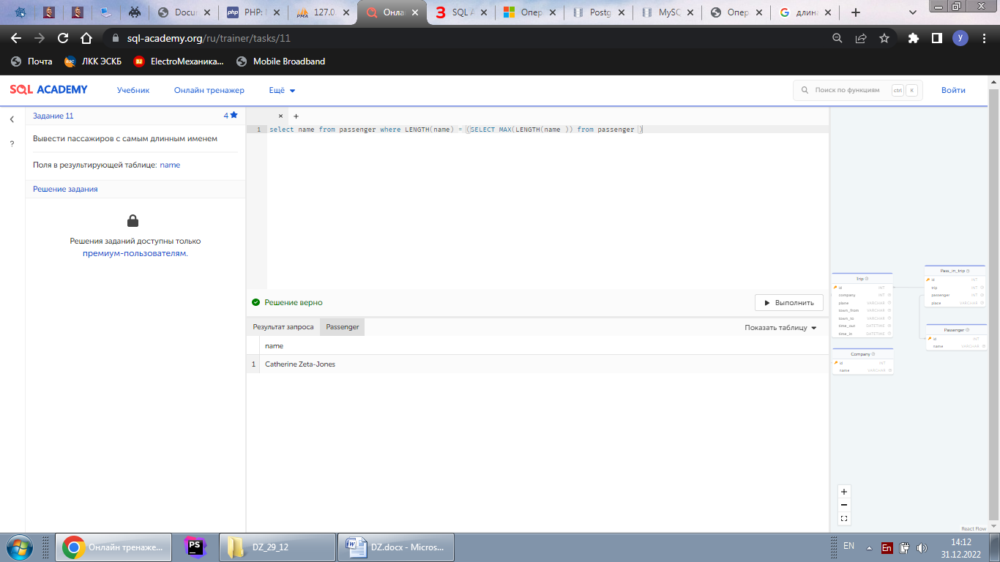 Docum
PHP: M
127.0.
Онлай
SQL A
Опер
Postg
MySQ
Опер
длина
sql-academy.org/ru/trainer/tasks/11
y
Почта
ЛКК ЭСКБ
ElectroМеханика...
Mobile Broadband
SQL ACADEMY
Учебник
Онлайн тренажер
Ещё
Поиск по функциям
ctrl
K
Войти
Задание 11
4
Вывести пассажиров с самым длинным именем
Поля в результирующей таблице: name
Решение задания
Решения заданий доступны только
премиум-пользователям.
?
1 select name from passenger where LENGTH(name) = (SELECT MAX(LENGTH(name )) from passenger )
Решение верно
Выполнить
Результат запроса
Passenger
Показать таблицу
name
1 Catherine Zeta-Jones
Trip
id INT
company INT
plane VARCHAR
town_from VARCHAR
town_to VARCHAR
time_out DATETIME
time_in DATETIME
Company
id INT
name VARCHAR
Pass_in_trip
id INT
trip INT
passenger INT
place VARCHAR
Passenger
id INT
name VARCHAR
React Flow
Онлайн тренаже...
PS
DZ_29_12
DZ.docx - Micros...
EN
En
14:12
31.12.2022